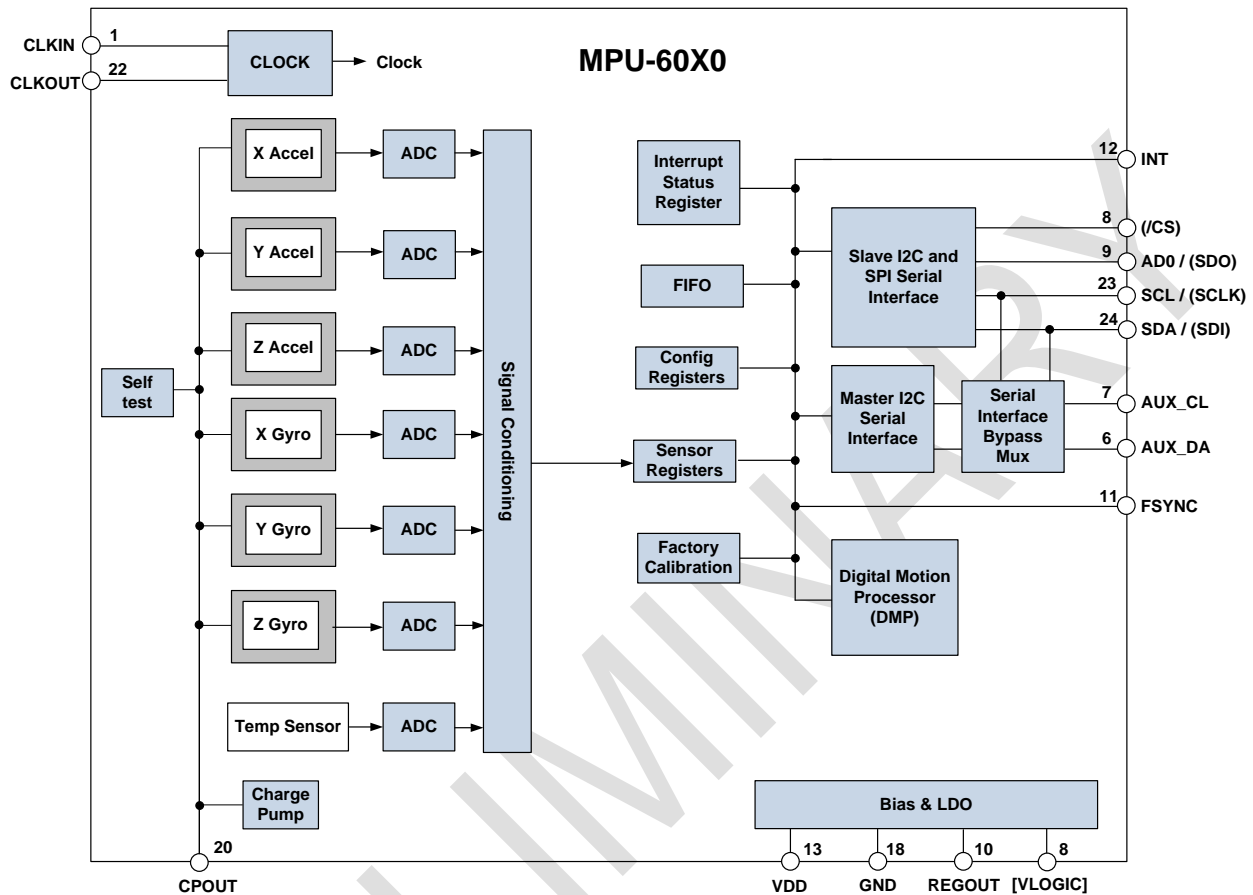 CLKIN
1
CLKOUT
22
CLOCK
Clock
MPU-60X0
X Accel
ADC
Y Accel
ADC
Z Accel
ADC
Self
test
X Gyro
ADC
Y Gyro
ADC
Z Gyro
ADC
Temp Sensor
ADC
Charge
Pump
20
CPOUT
Signal Conditioning
Interrupt
Status
Register
FIFO
Config
Registers
Sensor
Registers
Factory
Calibration
Slave I2C and
SPI Serial
Interface
Master I2C
Serial
Interface
Serial
Interface
Bypass
Mux
Digital Motion
Processor
(DMP)
12
INT
8
(/CS)
9
AD0 / (SDO)
23
SCL / (SCLK)
24
SDA / (SDI)
7
AUX_CL
6
AUX_DA
11
FSYNC
Bias & LDO
13
VDD
18
GND
10
REGOUT
8
[VLOGIC]
LIMINARY